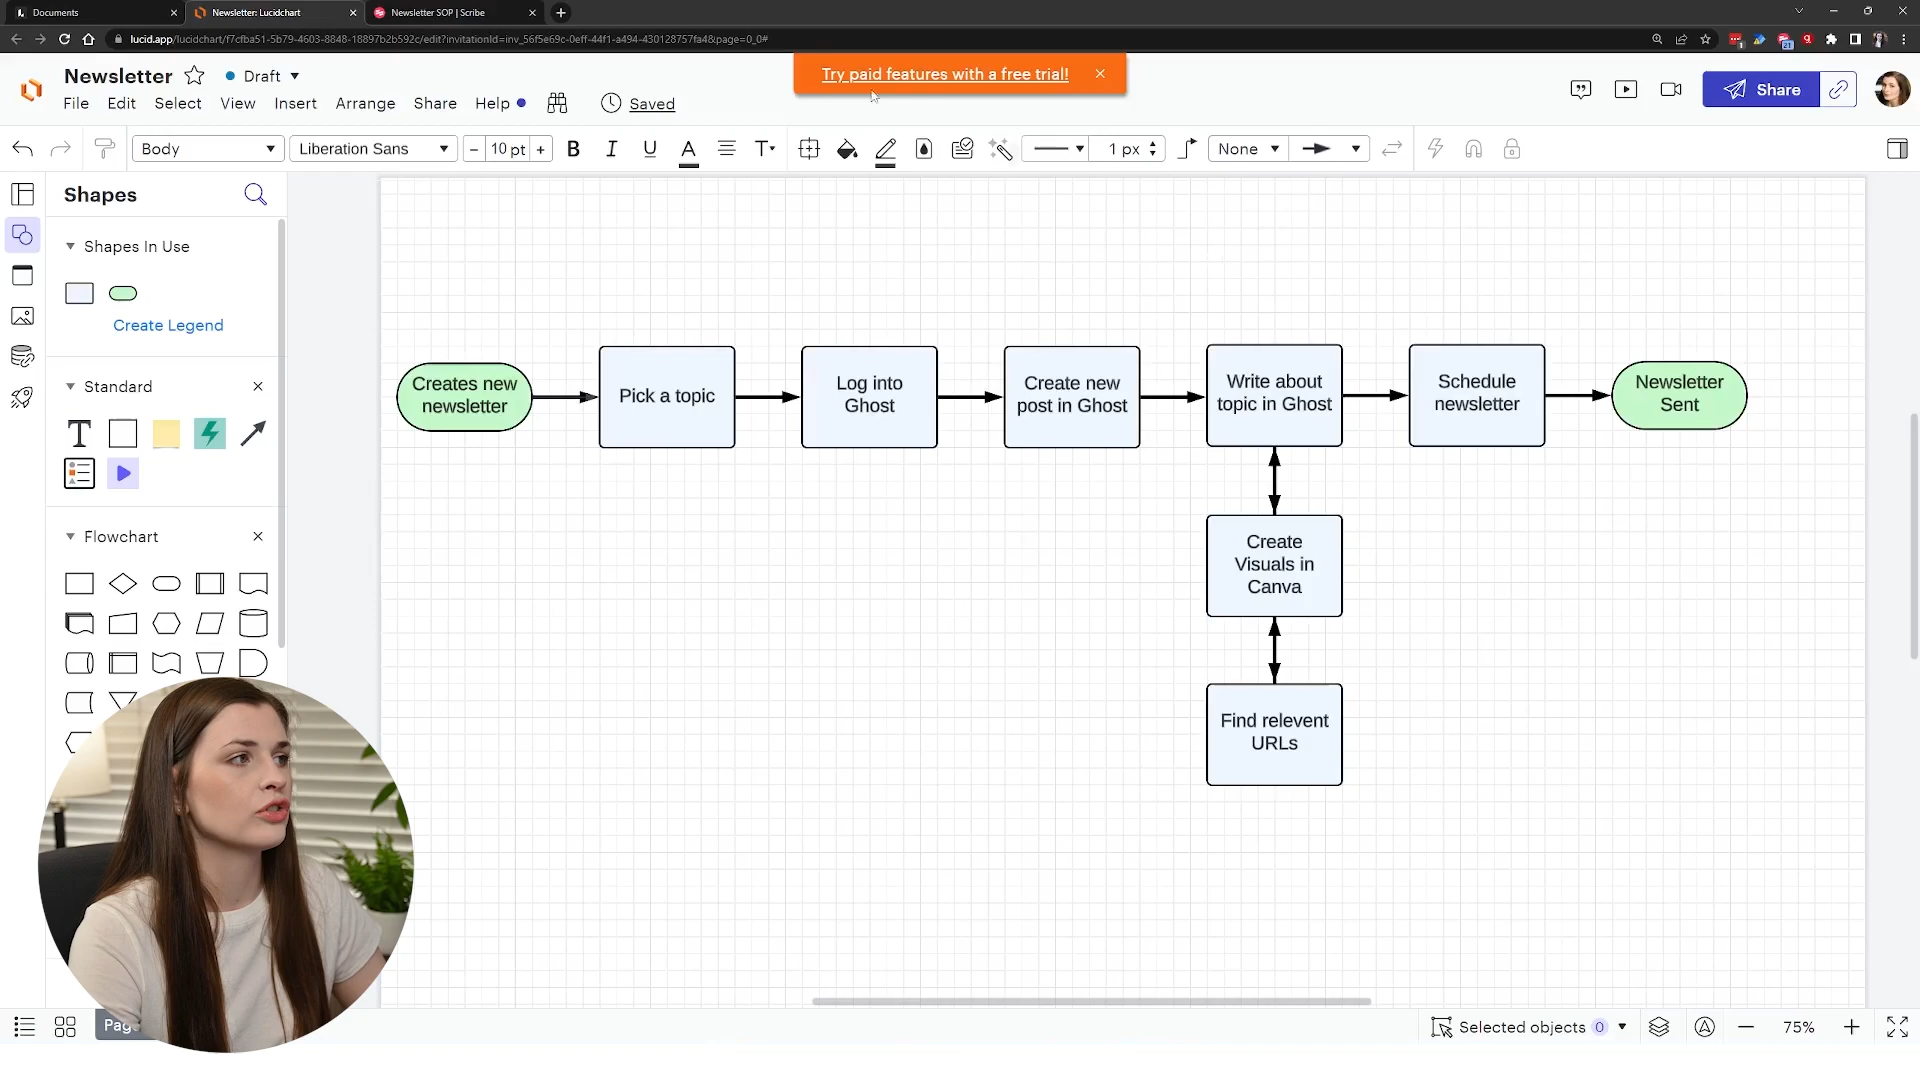 Documents
Newsletter: Lucidchart
Newsletter SOP | Scribe
lucid.app/lucidchart/f7cfba51-5b79-4603-8848-18897b2b592c/edit?invitationId=inv_56f5e69c-0eff-44f1-a494-430128757fa4&page=0_0#
Newsletter
Draft
Try paid features with a free trial!
File Edit Select View Insert Arrange Share Help
Saved
Share
Body
Liberation Sans
10 pt
1 px
None
Shapes
Shapes In Use
Create Legend
Standard
Flowchart
Creates new
newsletter
Pick a topic
Log into
Ghost
Create new
post in Ghost
Write about
topic in Ghost
Schedule
newsletter
Newsletter
Sent
Create
Visuals in
Canva
Find relevent
URLs
Selected objects 0
75%